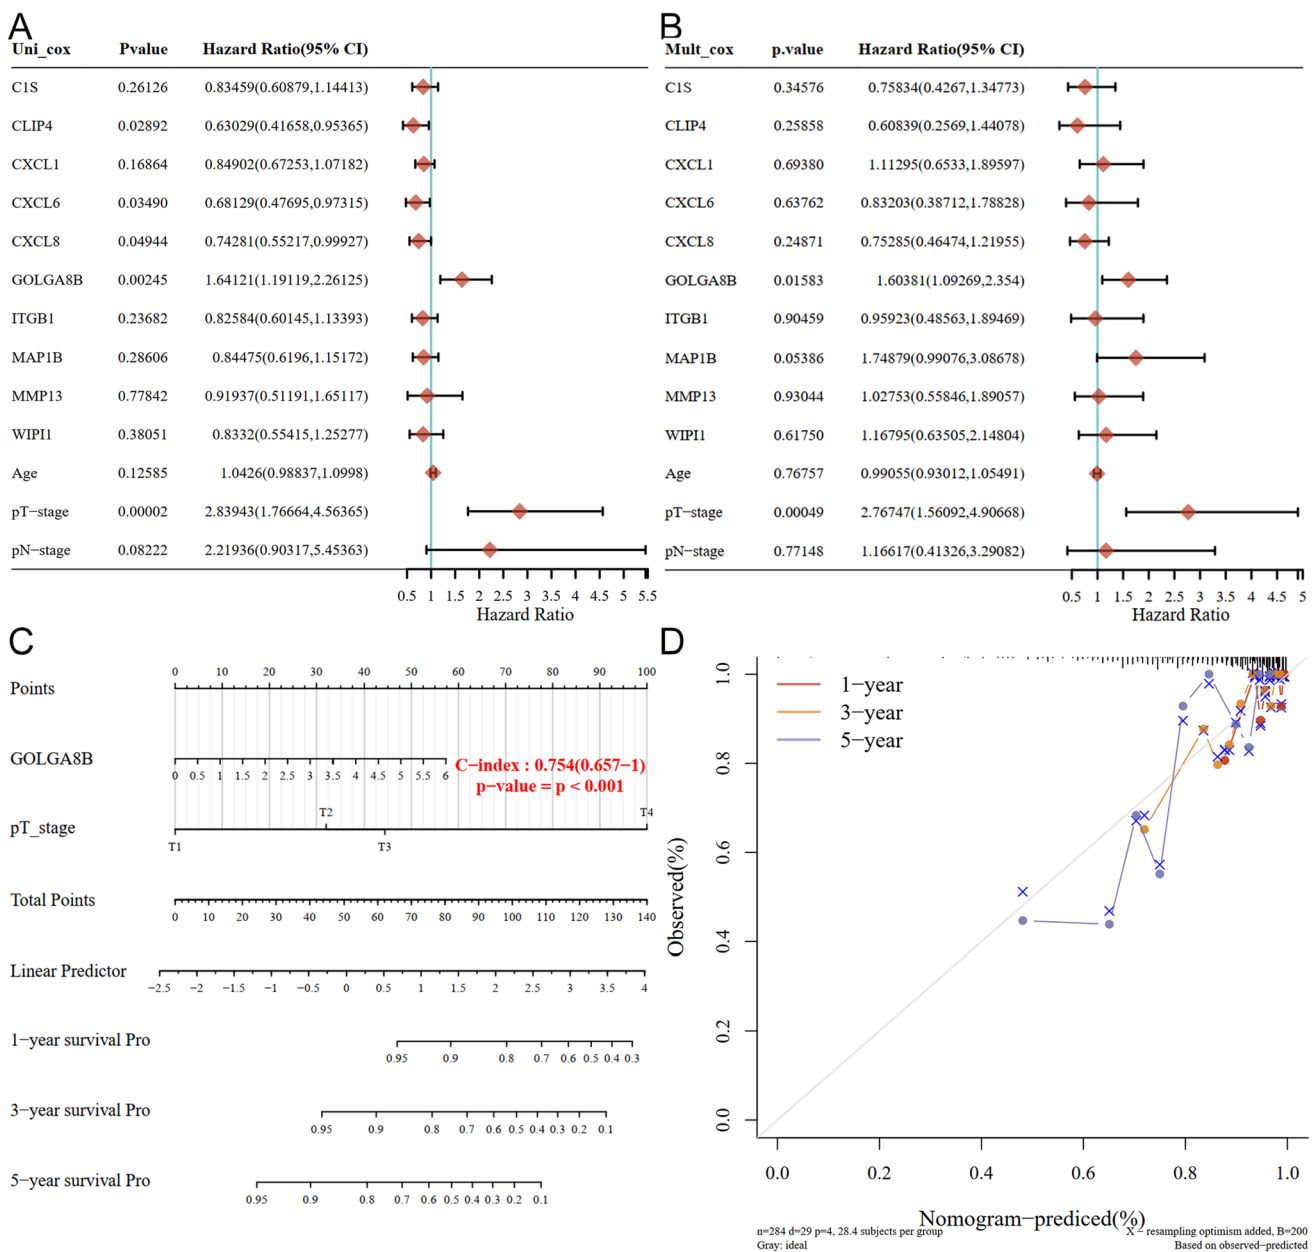 A
Uni_cox Pvalue Hazard Ratio(95% CI)
C1S 0.26126 0.83459(0.60879,1.14413)
CLIP4 0.02892 0.63029(0.41658,0.95365)
CXCL1 0.16864 0.84902(0.67253,1.07182)
CXCL6 0.03490 0.68129(0.47695,0.97315)
CXCL8 0.04944 0.74281(0.55217,0.99927)
GOLGA8B 0.00245 1.64121(1.19119,2.26125)
ITGB1 0.23682 0.82584(0.60145,1.13393)
MAP1B 0.28606 0.84475(0.6196,1.15172)
MMP13 0.77842 0.91937(0.51191,1.65117)
WIPI1 0.38051 0.8332(0.55415,1.25277)
Age 0.12585 1.0426(0.98837,1.0998)
pT−stage 0.00002 2.83943(1.76664,4.56365)
pN−stage 0.08222 2.21936(0.90317,5.45363)
0.5 1 1.5 2 2.5 3 3.5 4 4.5 5 5.5
Hazard Ratio
B
Mult_cox p.value Hazard Ratio(95% CI)
C1S 0.34576 0.75834(0.4267,1.34773)
CLIP4 0.25858 0.60839(0.2569,1.44078)
CXCL1 0.69380 1.11295(0.6533,1.89597)
CXCL6 0.63762 0.83203(0.38712,1.78828)
CXCL8 0.24871 0.75285(0.46474,1.21955)
GOLGA8B 0.01583 1.60381(1.09269,2.354)
ITGB1 0.90459 0.95923(0.48563,1.89469)
MAP1B 0.05386 1.74879(0.99076,3.08678)
MMP13 0.93044 1.02753(0.55846,1.89057)
WIPI1 0.61750 1.16795(0.63505,2.14804)
Age 0.76757 0.99055(0.93012,1.05491)
pT−stage 0.00049 2.76747(1.56092,4.90668)
pN−stage 0.77148 1.16617(0.41326,3.29082)
0.5 1 1.5 2 2.5 3 3.5 4 4.5 5
Hazard Ratio
C
0 10 20 30 40 50 60 70 80 90 100
Points
GOLGA8B
0 0.5 1 1.5 2 2.5 3 3.5 4 4.5 5 5.5 6
C−index : 0.754(0.657−1)
p−value = p < 0.001
T2 T4
pT_stage
T1 T3
Total Points
0 10 20 30 40 50 60 70 80 90 100 110 120 130 140
Linear Predictor
−2.5 −2 −1.5 −1 −0.5 0 0.5 1 1.5 2 2.5 3 3.5 4
1−year survival Pro
0.95 0.9 0.8 0.7 0.6 0.5 0.4 0.3
3−year survival Pro
0.95 0.9 0.8 0.7 0.6 0.5 0.4 0.3 0.2 0.1
5−year survival Pro
0.95 0.9 0.8 0.7 0.6 0.5 0.4 0.3 0.2 0.1
D
1−year
3−year
5−year
Observed(%)
1.0
0.8
0.6
0.4
0.2
0.0
0.0 0.2 0.4 0.6 0.8 1.0
Nomogram−prediced(%)
n=284 d=29 p=4, 28.4 subjects per group
Gray: ideal
X − resampling optimism added, B=200
Based on observed−predicted